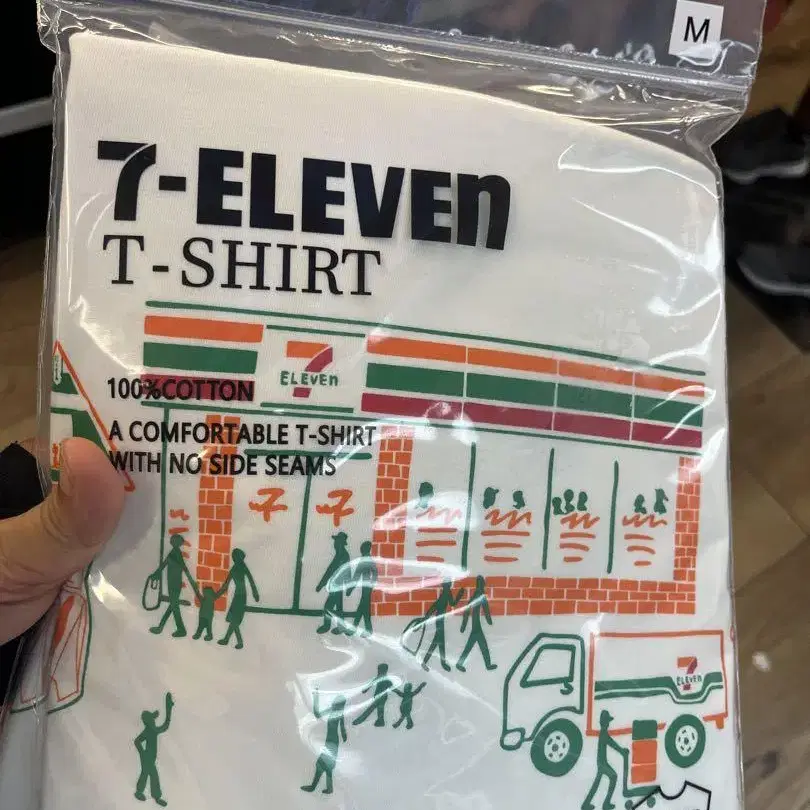 M
7-ELEVEn
T-SHIRT
7
ELEVEn
100%COTTON
A COMFORTABLE T-SHIRT
WITH NO SIDE SEAMS
7
7
7
ELEVEn